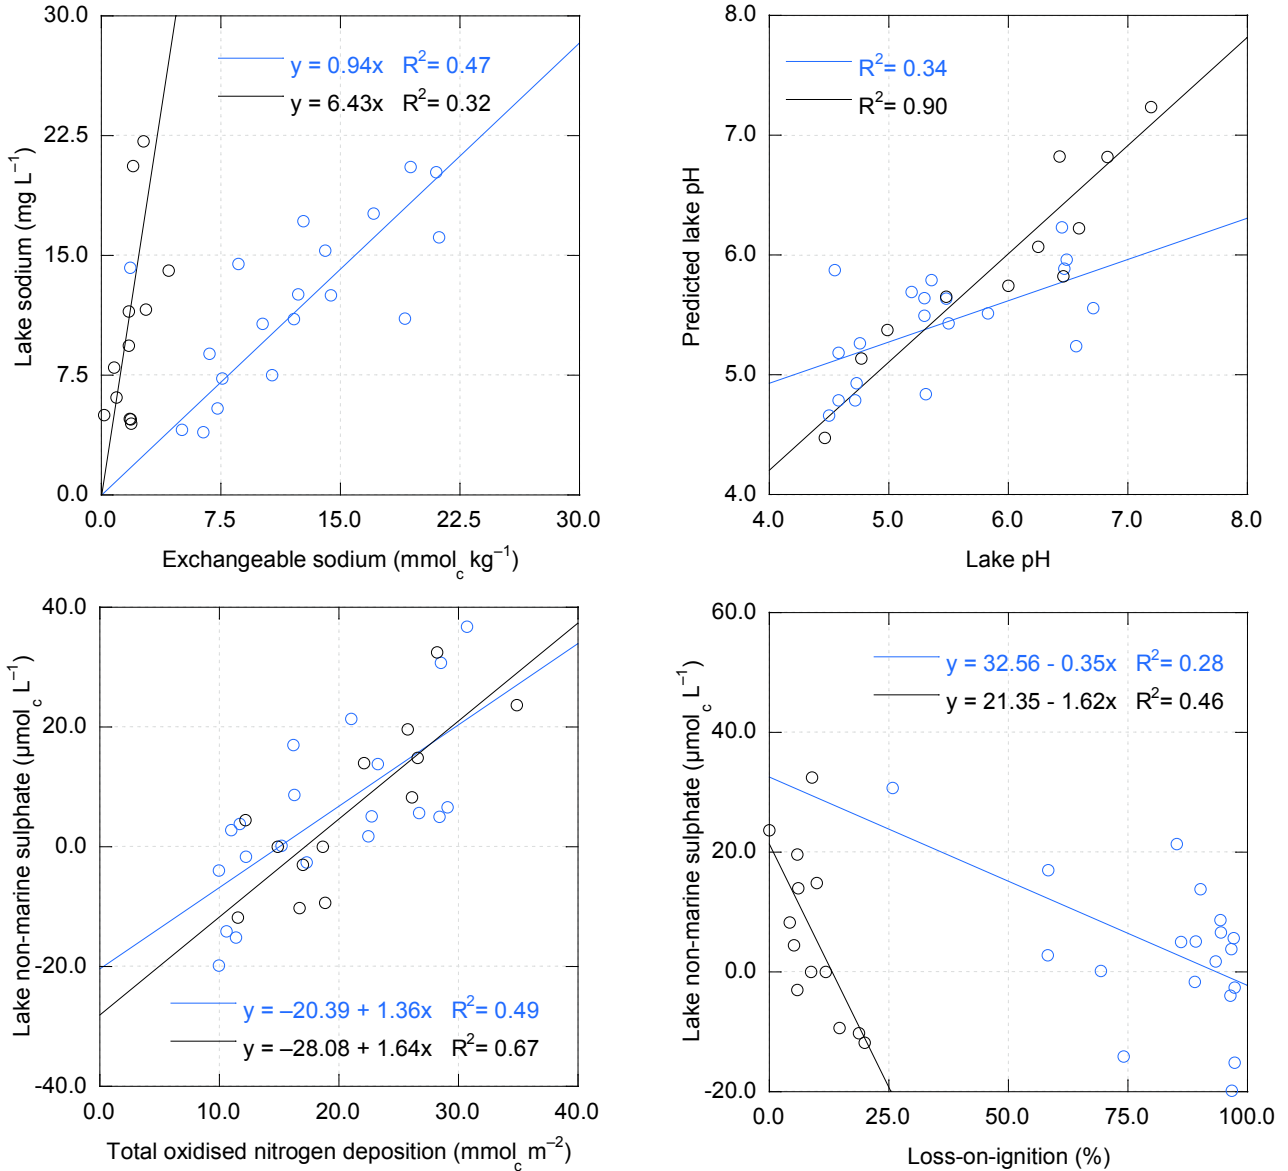 30.0
22.5
15.0
7.5
0.0
Lake sodium (mg L⁻¹)
y = 0.94x R²= 0.47
y = 6.43x R²= 0.32
0.0 7.5 15.0 22.5 30.0
Exchangeable sodium (mmol_c kg⁻¹)
8.0
7.0
6.0
5.0
4.0
Predicted lake pH
R²= 0.34
R²= 0.90
4.0 5.0 6.0 7.0 8.0
Lake pH
40.0
20.0
0.0
-20.0
-40.0
Lake non-marine sulphate (µmol_c L⁻¹)
y = –20.39 + 1.36x R²= 0.49
y = –28.08 + 1.64x R²= 0.67
0.0 10.0 20.0 30.0 40.0
Total oxidised nitrogen deposition (mmol_c m⁻²)
60.0
40.0
20.0
0.0
-20.0
Lake non-marine sulphate (µmol_c L⁻¹)
y = 32.56 - 0.35x R²= 0.28
y = 21.35 - 1.62x R²= 0.46
0.0 25.0 50.0 75.0 100.0
Loss-on-ignition (%)